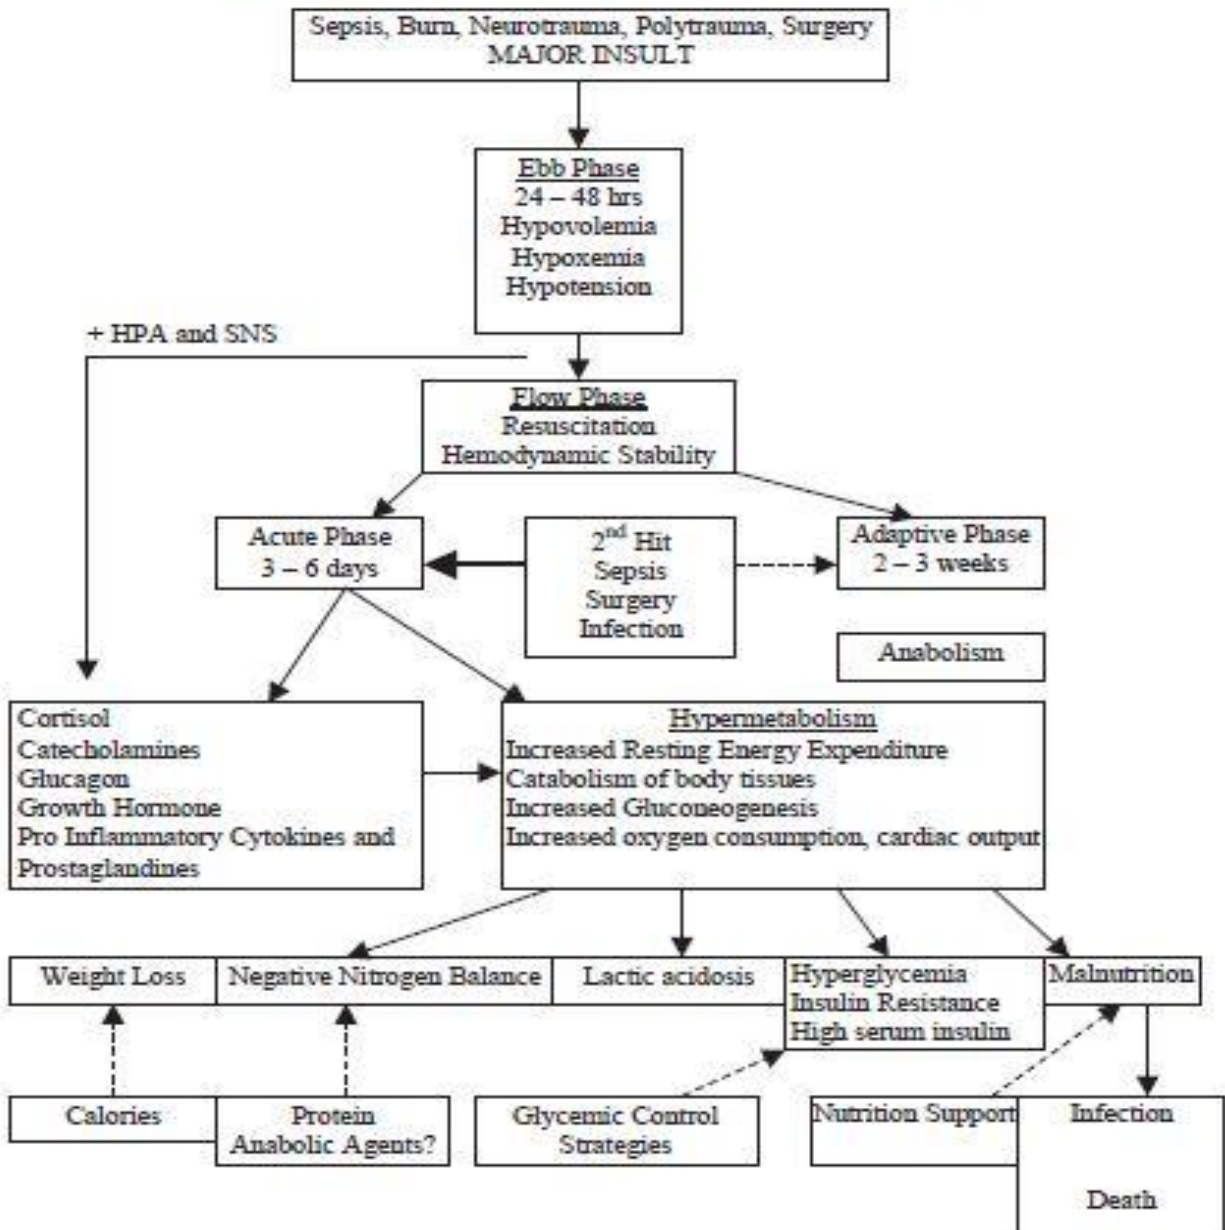 Sepsis, Burn, Neurotrauma, Polytrauma, Surgery
MAJOR INSULT
Ebb Phase
24 – 48 hrs
Hypovolemia
Hypoxemia
Hypotension
+ HPA and SNS
Flow Phase
Resuscitation
Hemodynamic Stability
Acute Phase
3 – 6 days
2nd Hit
Sepsis
Surgery
Infection
Adaptive Phase
2 – 3 weeks
Anabolism
Cortisol
Catecholamines
Glucagon
Growth Hormone
Pro Inflammatory Cytokines and
Prostaglandines
Hypermetabolism
Increased Resting Energy Expenditure
Catabolism of body tissues
Increased Gluconeogenesis
Increased oxygen consumption, cardiac output
Weight Loss
Negative Nitrogen Balance
Lactic acidosis
Hyperglycemia
Insulin Resistance
High serum insulin
Malnutrition
Calories
Protein
Anabolic Agents?
Glycemic Control
Strategies
Nutrition Support
Infection
Death